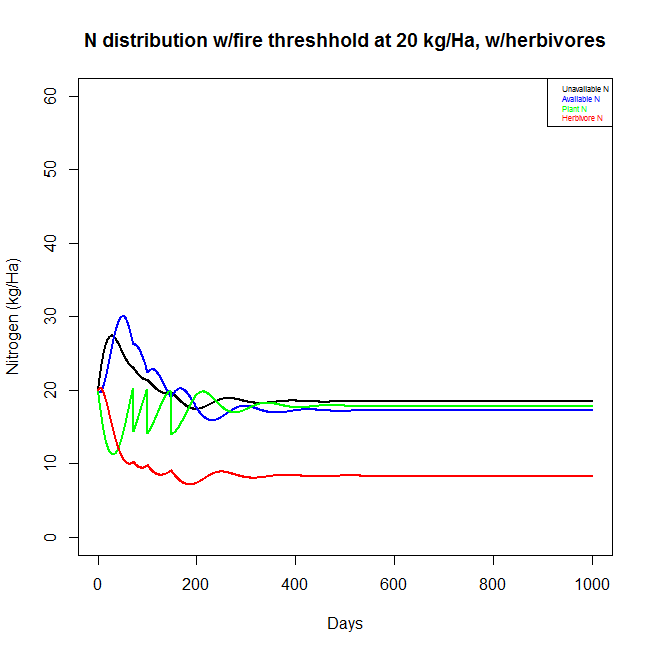 N distribution w/fire threshhold at 20 kg/Ha, w/herbivores
Unavailable N
Available N
Plant N
Herbivore N
60
50
40
30
20
10
0
Nitrogen (kg/Ha)
0 200 400 600 800 1000
Days